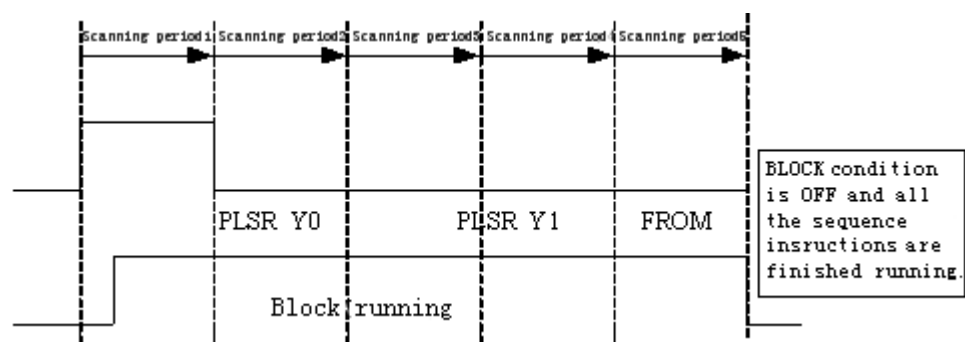 Scanning period1 Scanning period2 Scanning period3 Scanning period4 Scanning period5
BLOCK condition
is OFF and all
the sequence
insructions are
finished running.
PLSR Y0 PLSR Y1 FROM
Block running